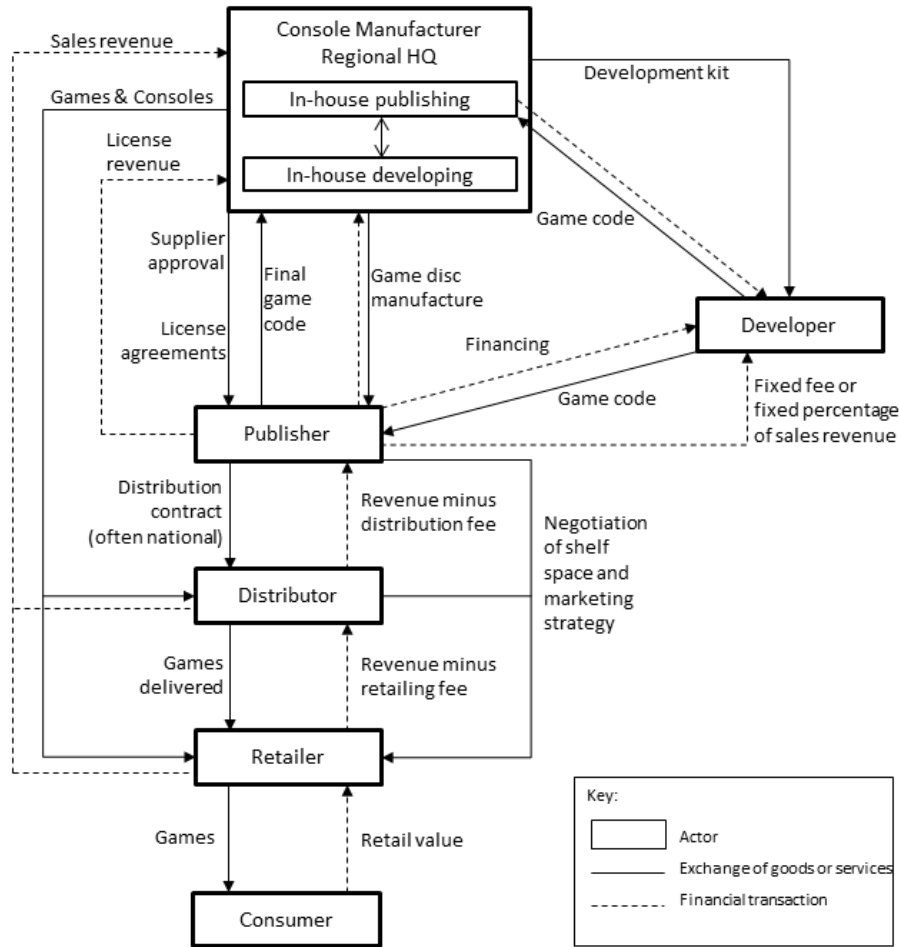 Console Manufacturer
Regional HQ
Sales revenue
Games & Consoles
License
revenue
In-house publishing
In-house developing
Development kit
Game code
Supplier
approval
License
agreements
Final
game
code
Game disc
manufacture
Developer
Financing
Game code
Fixed fee or
fixed percentage
of sales revenue
Publisher
Distribution
contract
(often national)
Revenue minus
distribution fee
Negotiation
of shelf
space and
marketing
strategy
Distributor
Games
delivered
Revenue minus
retailing fee
Retailer
Games
Retail value
Consumer
Key:
Actor
Exchange of goods or services
Financial transaction